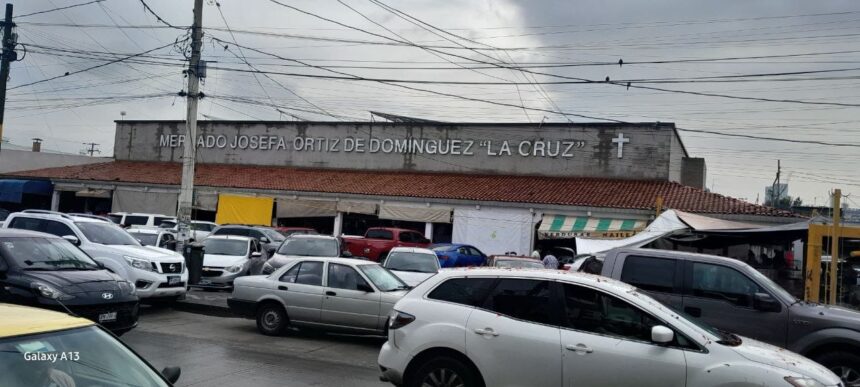 MERCADO JOSEFA ORTIZ DE DOMINGUEZ "LA CRUZ"
Galaxy A13